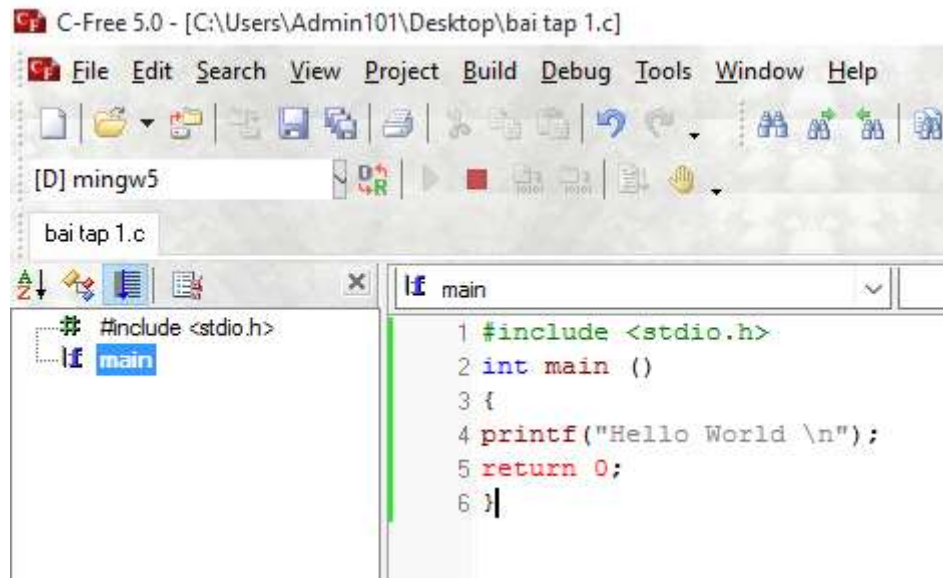 C-Free 5.0 - [C:\Users\Admin101\Desktop\bai tap 1.c]
File Edit Search View Project Build Debug Tools Window Help
[D] mingw5
bai tap 1.c
main
#include <stdio.h>
main
1 #include <stdio.h>
2 int main ()
3 {
4 printf("Hello World \n");
5 return 0;
6 }